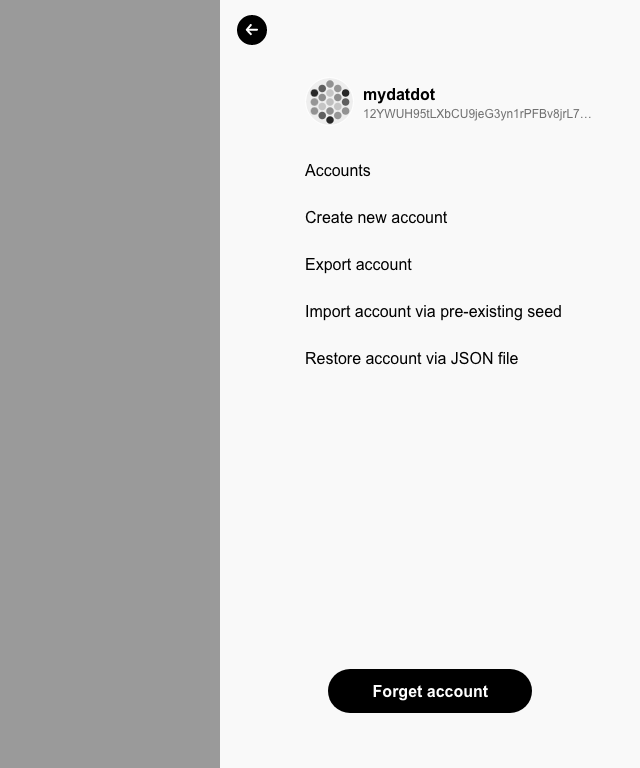 mydatdot
12YWUH95tLXbCU9jeG3yn1rPFBv8jrL7…
Accounts
Create new account
Export account
Import account via pre-existing seed
Restore account via JSON file
Forget account